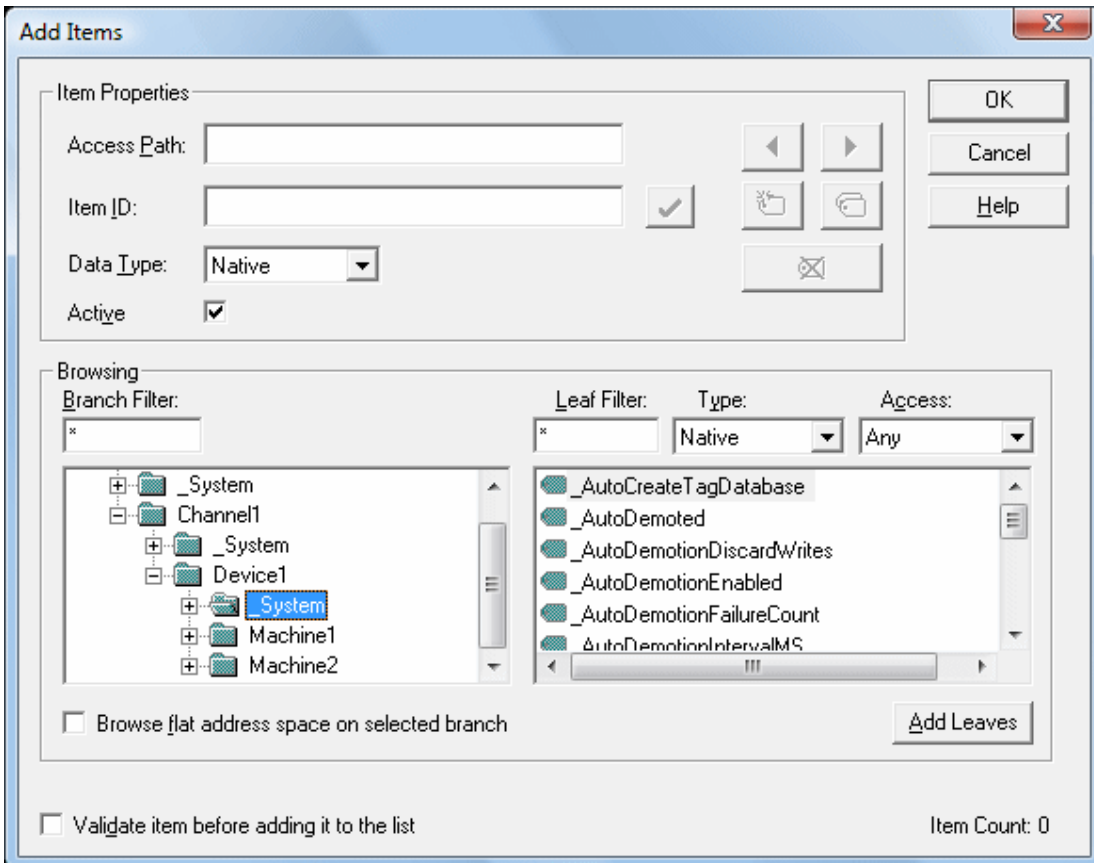 Add Items
Item Properties
OK
Access Path:
Cancel
Item ID:
Help
Data Type: Native
Active
Browsing
Branch Filter: Leaf Filter: Type: Access:
* * Native Any
_System _AutoCreateTagDatabase
Channel1 _AutoDemoted
_System _AutoDemotionDiscardWrites
Device1 _AutoDemotionEnabled
_System _AutoDemotionFailureCount
Machine1 _AutoDemotionIntervalMS
Machine2
Browse flat address space on selected branch Add Leaves
Validate item before adding it to the list Item Count: 0